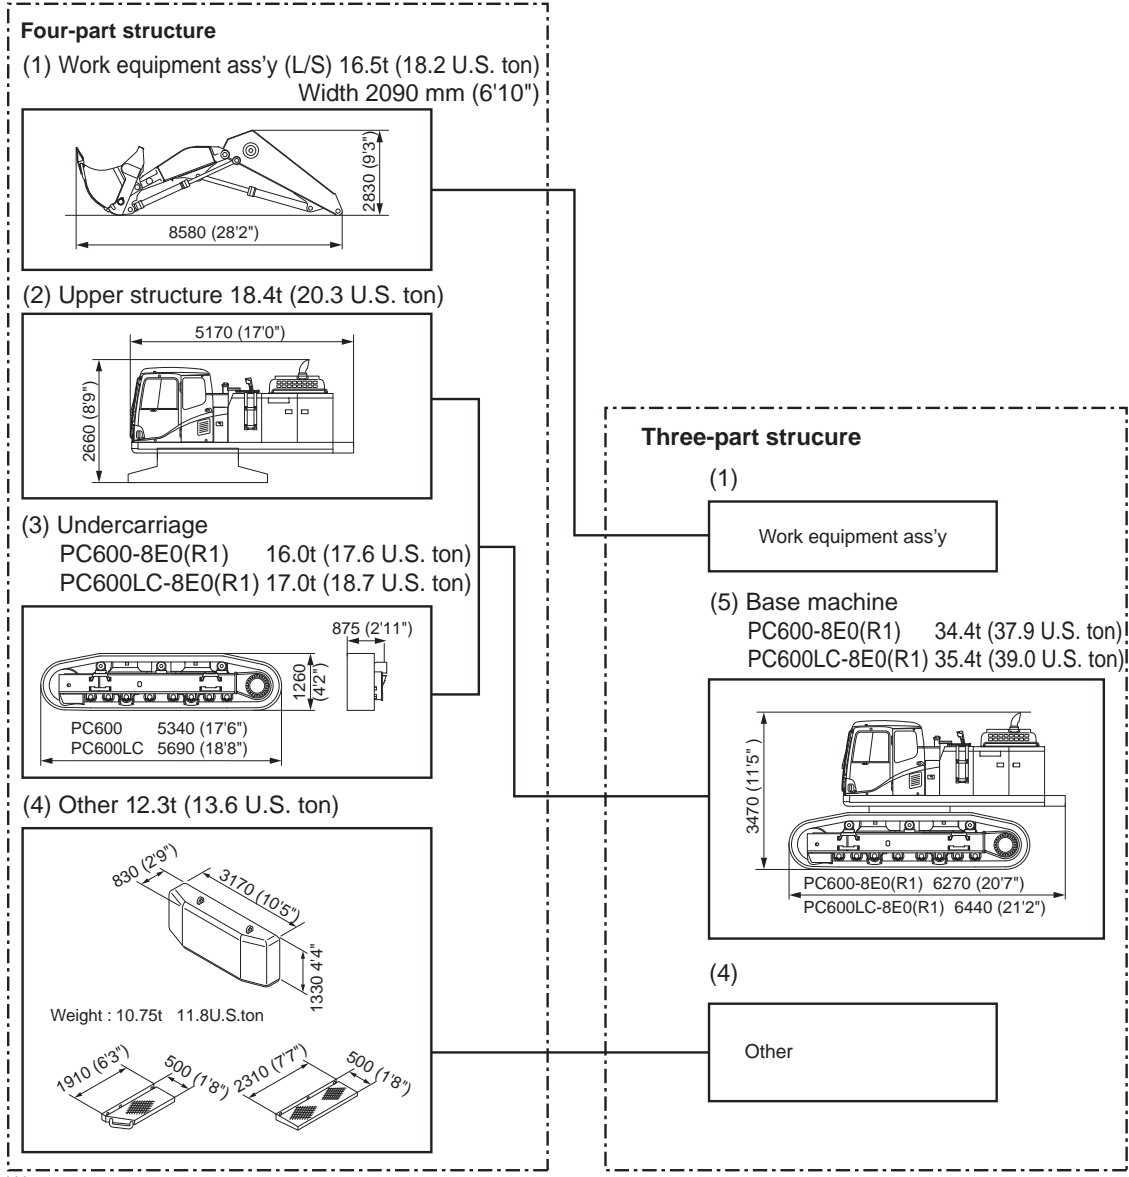 Four-part structure
(1) Work equipment ass'y (L/S) 16.5t (18.2 U.S. ton)
Width 2090 mm (6'10")
2830 (9'3")
8580 (28'2")
(2) Upper structure 18.4t (20.3 U.S. ton)
5170 (17'0")
2660 (8'9")
(3) Undercarriage
PC600-8E0(R1) 16.0t (17.6 U.S. ton)
PC600LC-8E0(R1) 17.0t (18.7 U.S. ton)
875 (2'11")
1260
(4'2")
PC600 5340 (17'6")
PC600LC 5690 (18'8")
(4) Other 12.3t (13.6 U.S. ton)
830 (2'9")
3170 (10'5")
1330 4'4"
Weight : 10.75t 11.8U.S.ton
1910 (6'3")
500 (1'8")
2310 (7'7")
500 (1'8")
Three-part strucure
(1)
Work equipment ass'y
(5) Base machine
PC600-8E0(R1) 34.4t (37.9 U.S. ton)
PC600LC-8E0(R1) 35.4t (39.0 U.S. ton)
3470 (11'5" )
PC600-8E0(R1) 6270 (20'7")
PC600LC-8E0(R1) 6440 (21'2")
(4)
Other